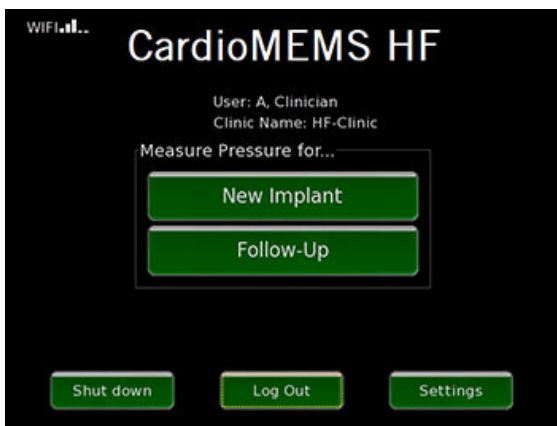 WIFI
CardioMEMS HF
User: A, Clinician
Clinic Name: HF-Clinic
Measure Pressure for...
New Implant
Follow-Up
Shut down
Log Out
Settings